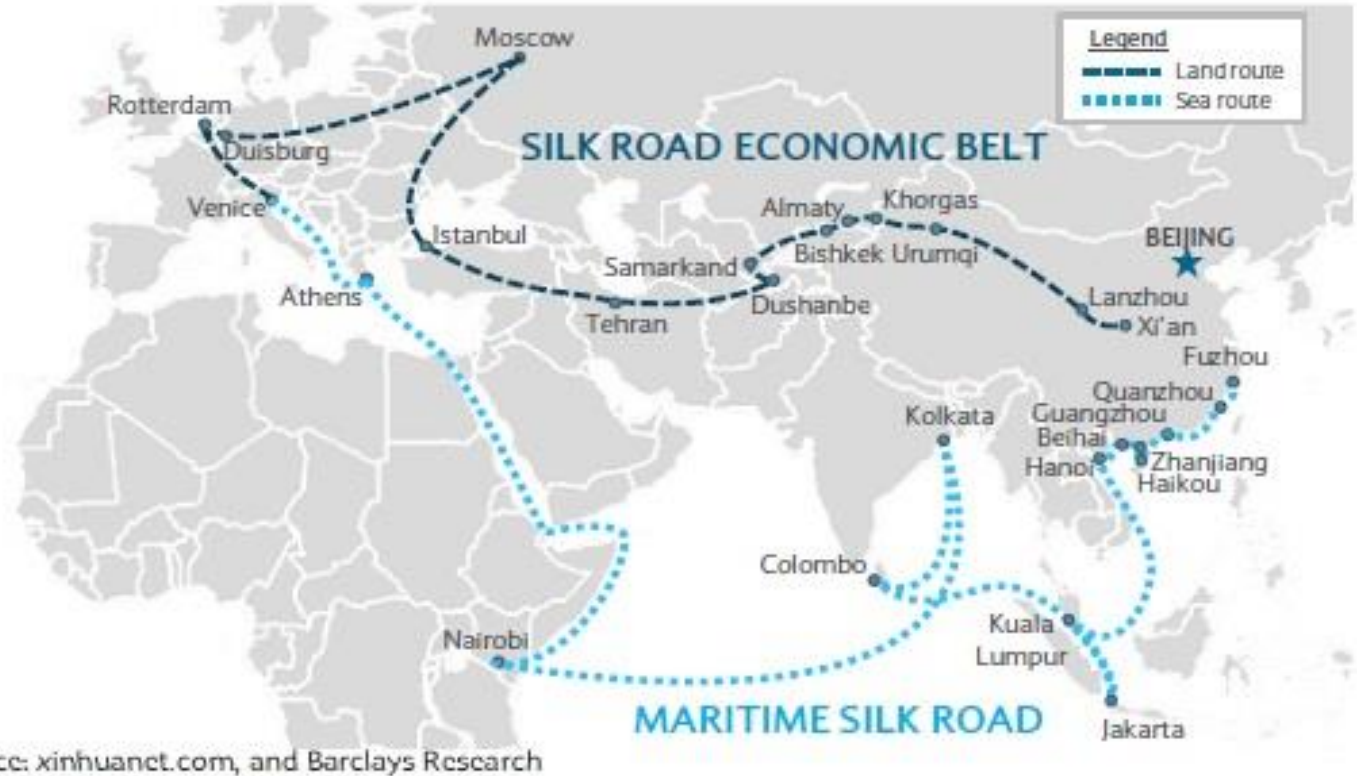 Moscow
Legend
Land route
Sea route
Rotterdam
Duisburg
SILK ROAD ECONOMIC BELT
Venice
Istanbul
Almaty
Khorgas
BEIJING
Samarkand
Bishkek Urumqi
Athens
Tehran
Dushanbe
Lanzhou
Xi'an
Fuzhou
Quanzhou
Kolkata
Guangzhou
Beihai
Hanoi
Zhanjiang
Haikou
Colombo
Nairobi
Kuala
Lumpur
MARITIME SILK ROAD
Jakarta
ce: xinhuanet.com, and Barclays Research